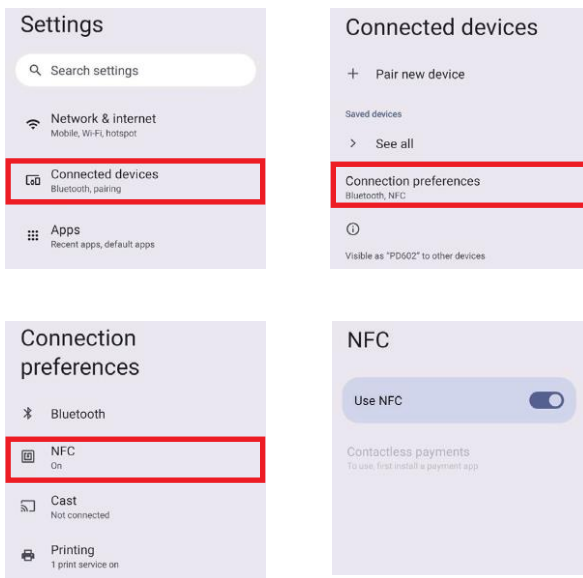 Settings
Search settings
Network & internet
Mobile, Wi-Fi, hotspot
Connected devices
Bluetooth, pairing
Apps
Recent apps, default apps
Connected devices
+ Pair new device
Saved devices
> See all
Connection preferences
Bluetooth, NFC
Visible as "PD602" to other devices
Connection
preferences
Bluetooth
NFC
On
Cast
Not connected
Printing
1 print service on
NFC
Use NFC
Contactless payments
To use, first install a payment app